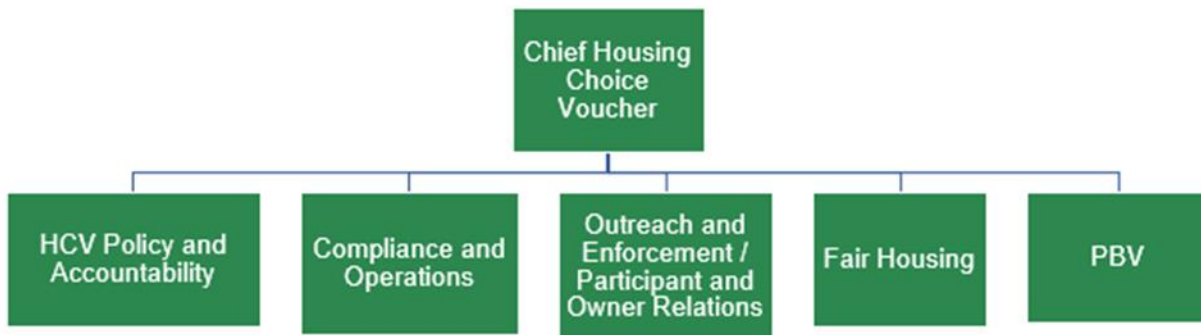 Chief Housing
Choice
Voucher
HCV Policy and
Accountability
Compliance and
Operations
Outreach and
Enforcement /
Participant and
Owner Relations
Fair Housing
PBV